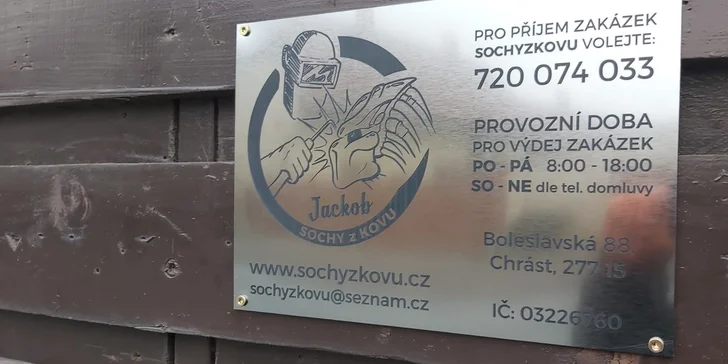 Jackob
SOCHY z KOVU
www.sochyzkovu.cz
sochyzkovu@seznam.cz
PRO PŘÍJEM ZAKÁZEK
SOCHYZKOVU VOLEJTE:
720 074 033
PROVOZNÍ DOBA
PRO VÝDEJ ZAKÁZEK
PO - PÁ 8:00 - 18:00
SO - NE dle tel. domluvy
Boleslavská 88
Chrást, 277 15
IČ: 03226760